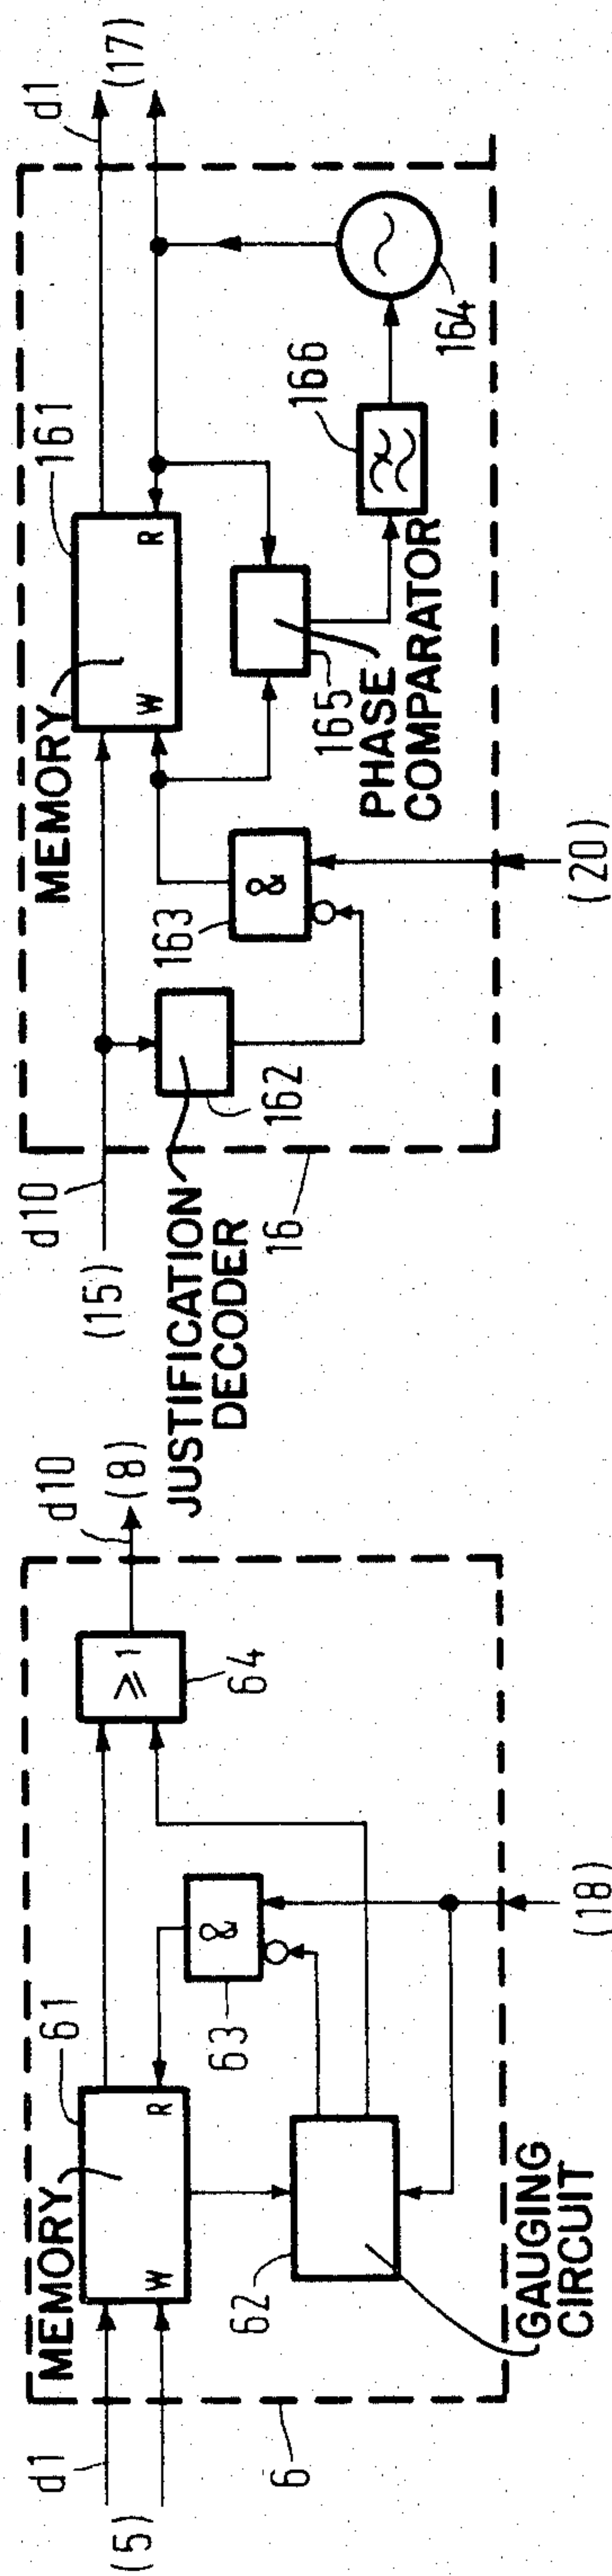 d1
(5)
MEMORY
61
W
R
62
63
&
≥1
64
d10
(8)
6
GAUGING
CIRCUIT
(18)
d10
(15)
MEMORY
161
W
R
JUSTIFICATION
DECODER
162
163
&
165
PHASE
COMPARATOR
166
164
16
(20)
d1
(17)